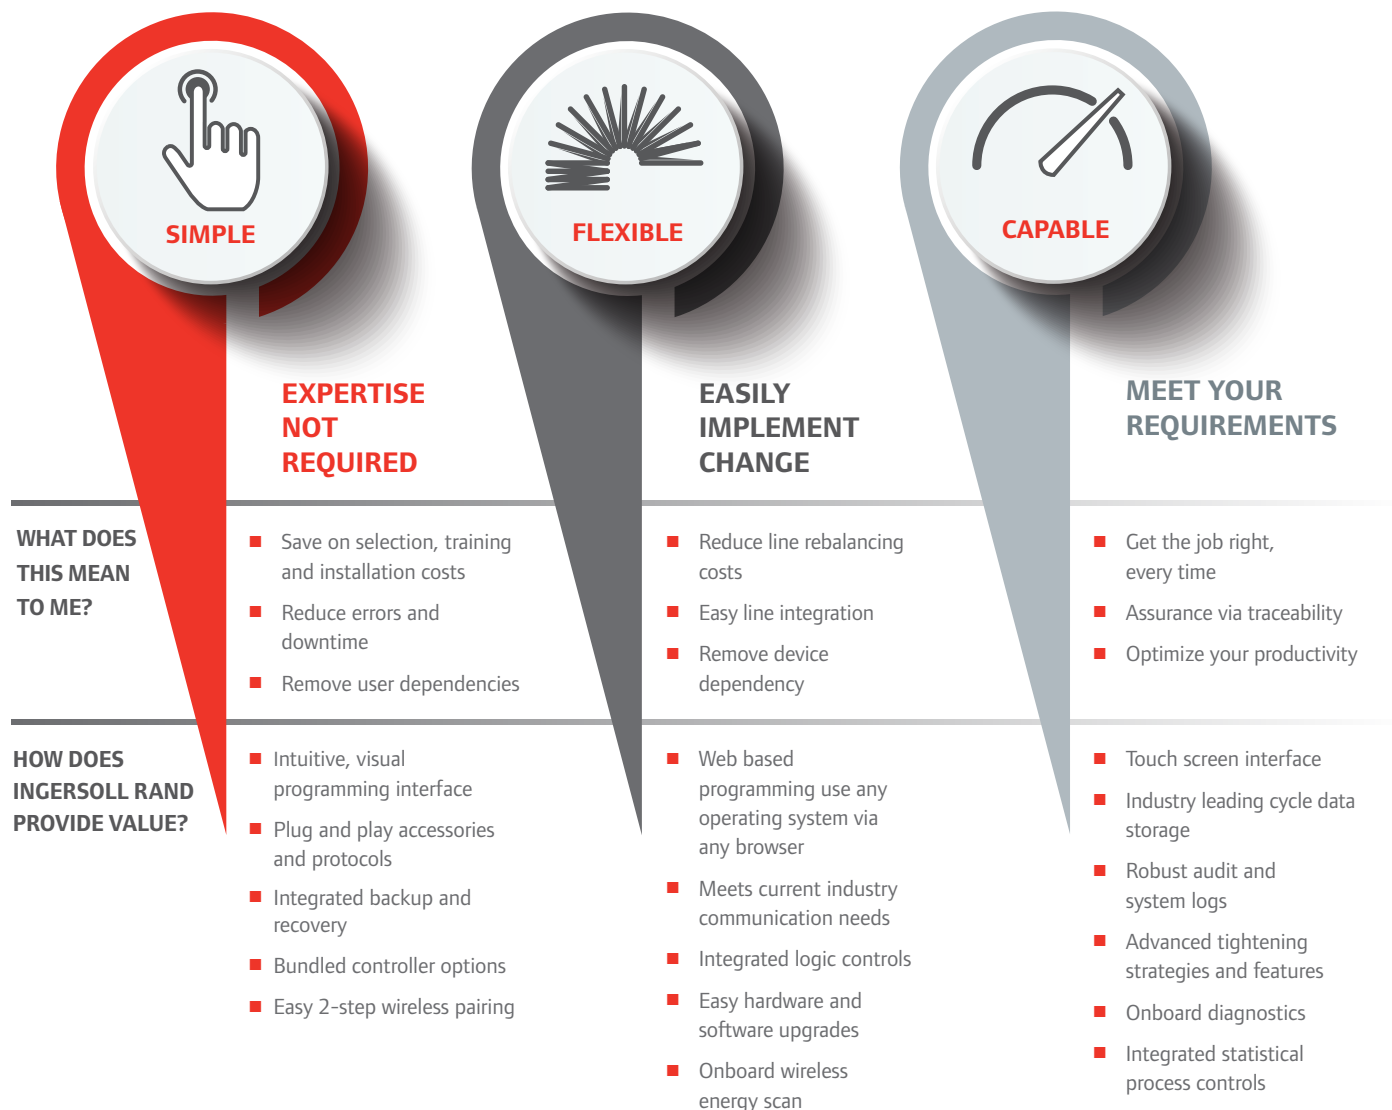 SIMPLE
FLEXIBLE
CAPABLE
EXPERTISE
NOT
REQUIRED
EASILY
IMPLEMENT
CHANGE
MEET YOUR
REQUIREMENTS
WHAT DOES
THIS MEAN
TO ME?
Save on selection, training
and installation costs
Reduce errors and
downtime
Remove user dependencies
Reduce line rebalancing
costs
Easy line integration
Remove device
dependency
Get the job right,
every time
Assurance via traceability
Optimize your productivity
HOW DOES
INGERSOLL RAND
PROVIDE VALUE?
Intuitive, visual
programming interface
Plug and play accessories
and protocols
Integrated backup and
recovery
Bundled controller options
Easy 2-step wireless pairing
Web based
programming use any
operating system via
any browser
Meets current industry
communication needs
Integrated logic controls
Easy hardware and
software upgrades
Onboard wireless
energy scan
Touch screen interface
Industry leading cycle data
storage
Robust audit and
system logs
Advanced tightening
strategies and features
Onboard diagnostics
Integrated statistical
process controls